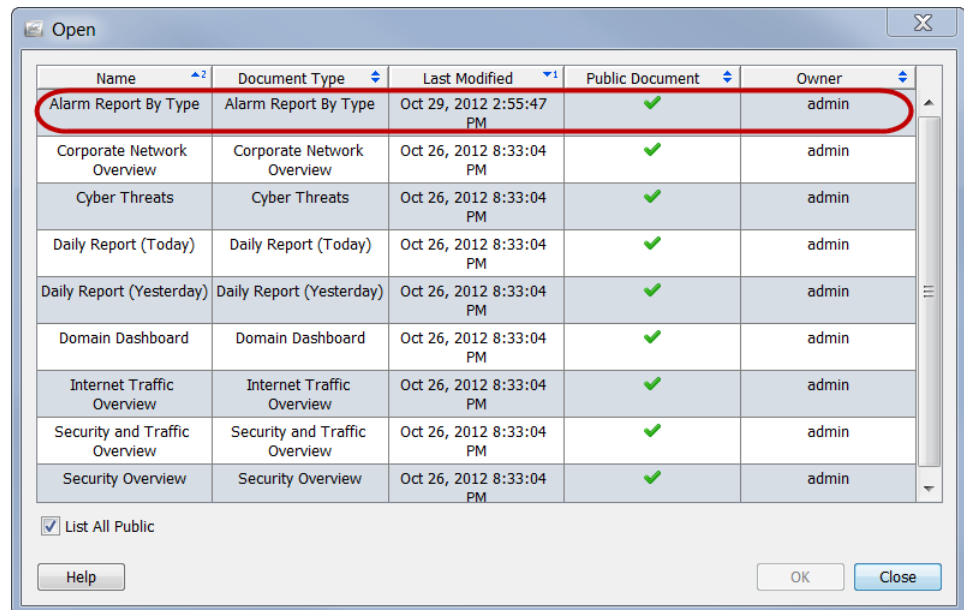 Open
Name 2 Document Type Last Modified 1 Public Document Owner
Alarm Report By Type Alarm Report By Type Oct 29, 2012 2:55:47 PM admin
Corporate Network Overview Corporate Network Overview Oct 26, 2012 8:33:04 PM admin
Cyber Threats Cyber Threats Oct 26, 2012 8:33:04 PM admin
Daily Report (Today) Daily Report (Today) Oct 26, 2012 8:33:04 PM admin
Daily Report (Yesterday) Daily Report (Yesterday) Oct 26, 2012 8:33:04 PM admin
Domain Dashboard Domain Dashboard Oct 26, 2012 8:33:04 PM admin
Internet Traffic Overview Internet Traffic Overview Oct 26, 2012 8:33:04 PM admin
Security and Traffic Overview Security and Traffic Overview Oct 26, 2012 8:33:04 PM admin
Security Overview Security Overview Oct 26, 2012 8:33:04 PM admin
List All Public
Help OK Close